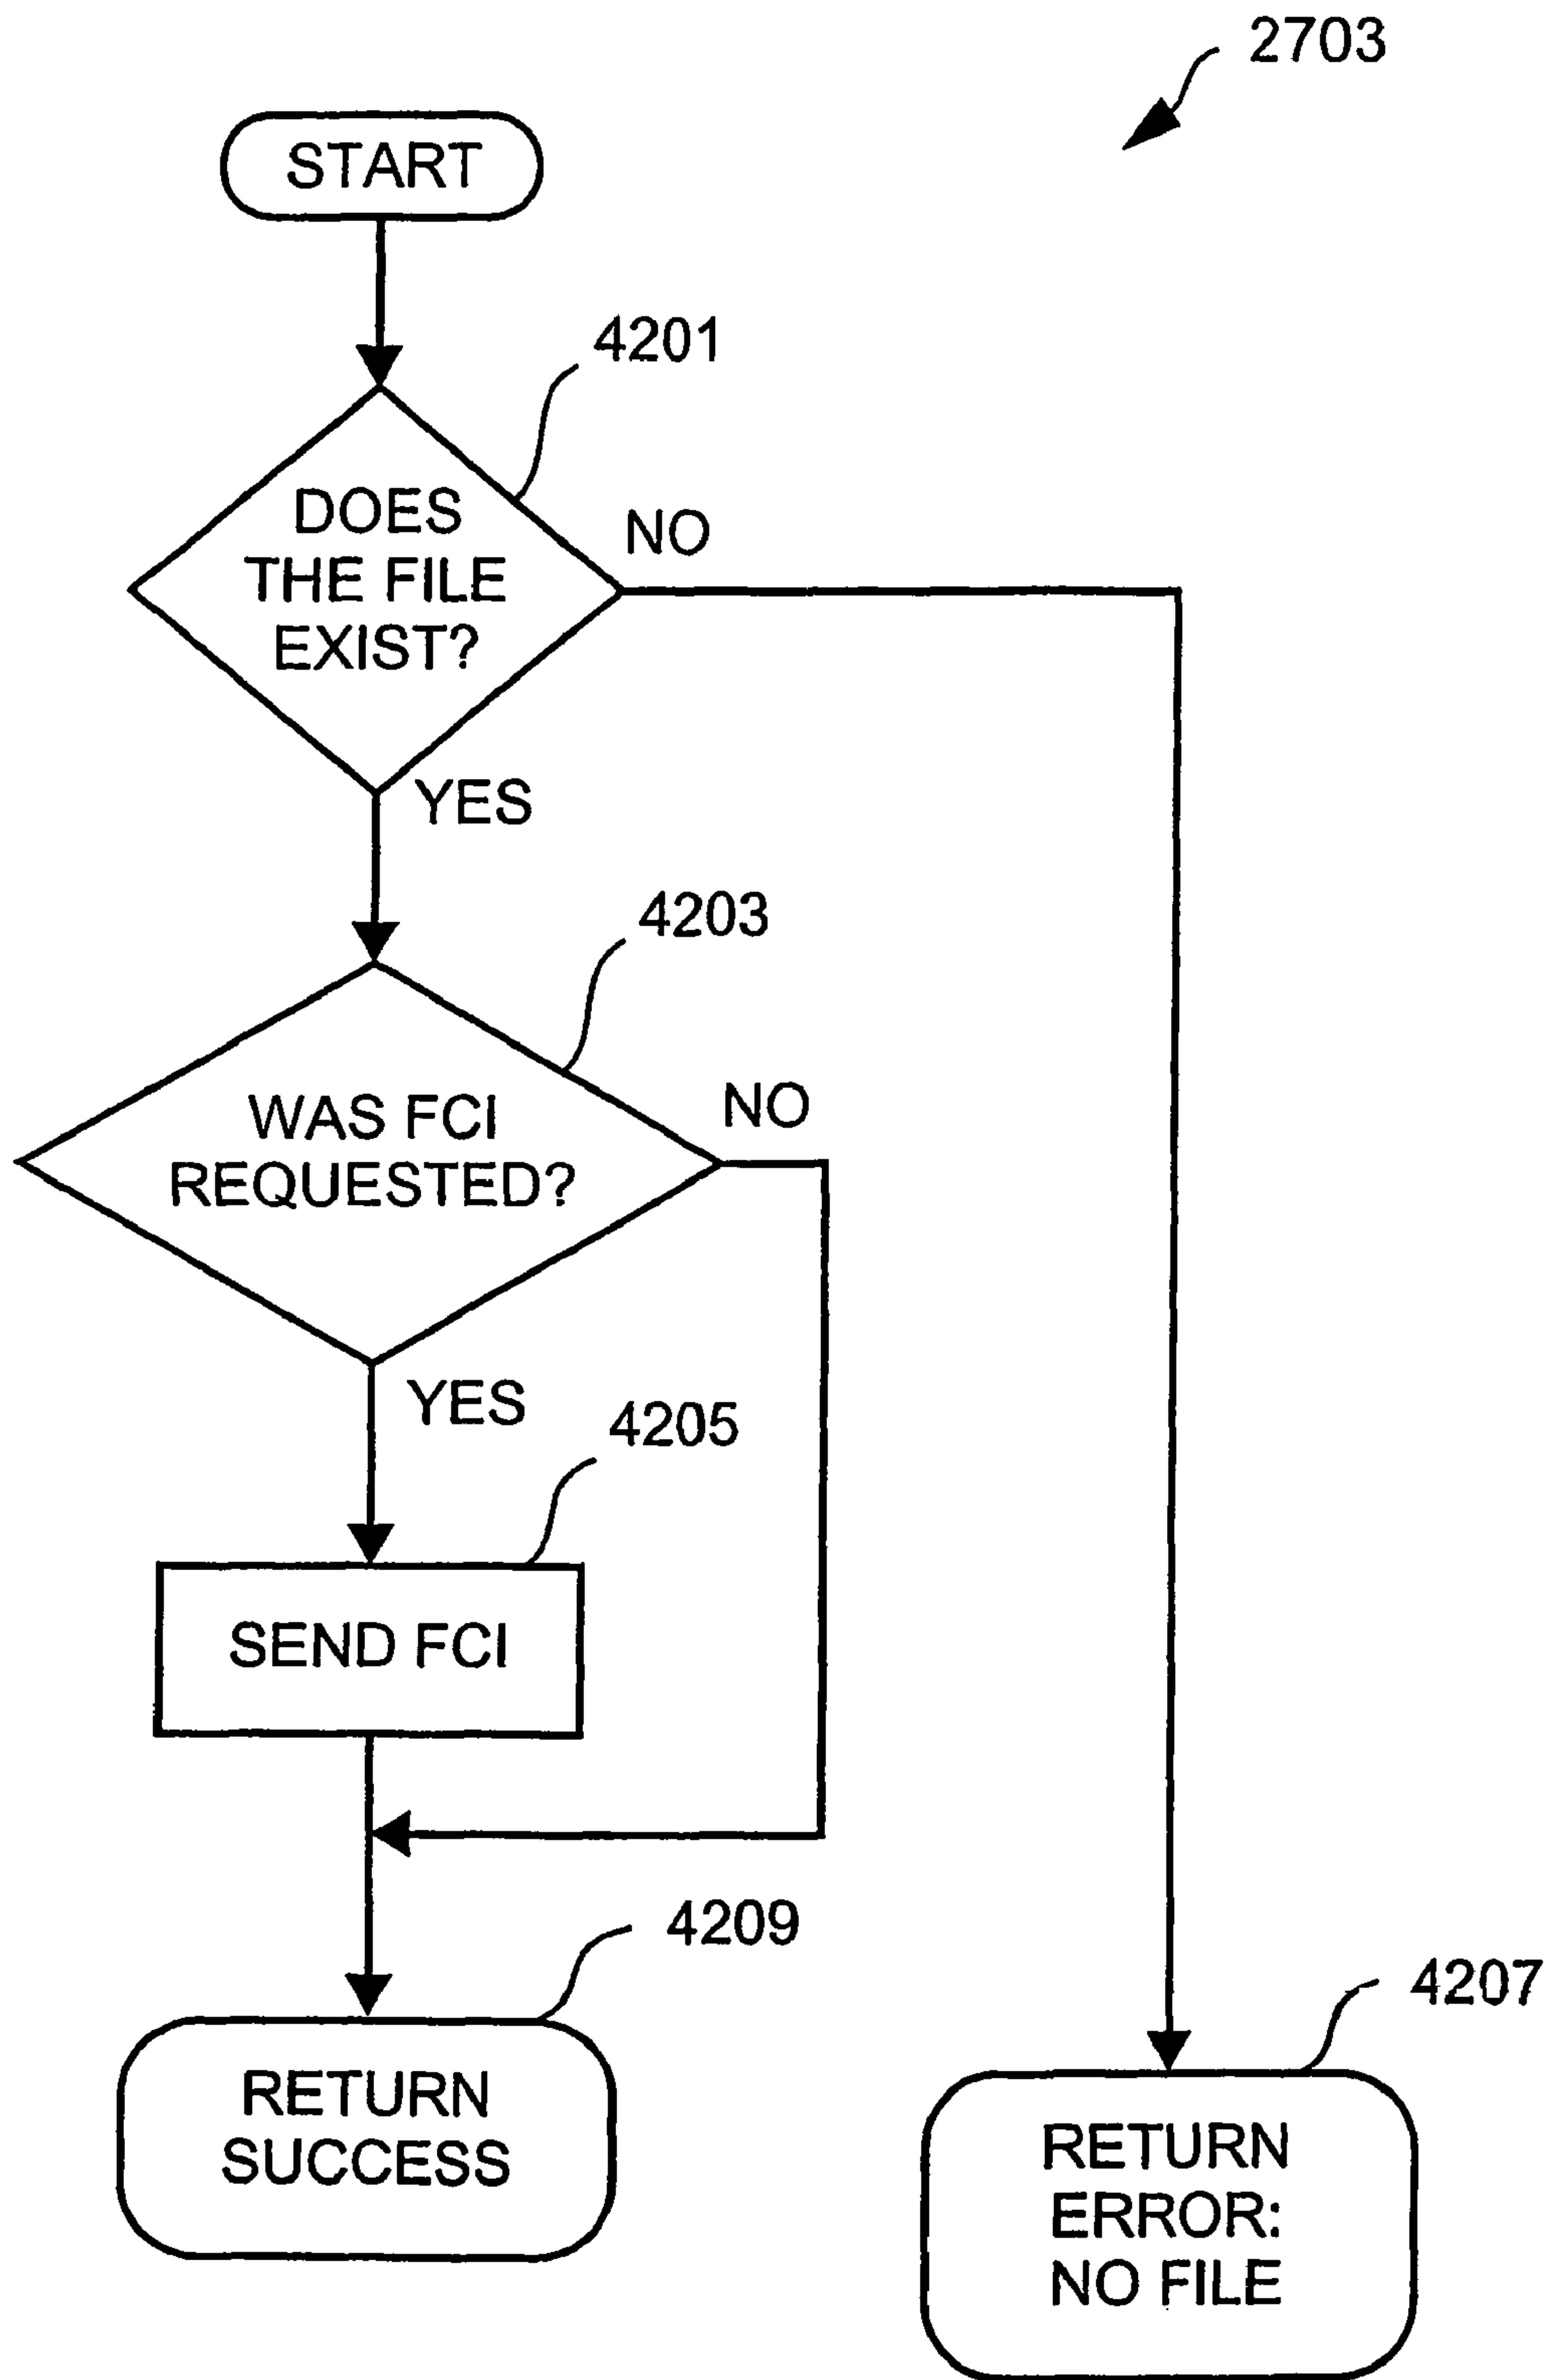 2703
START
4201
DOES
THE FILE
EXIST?
NO
YES
4203
WAS FCI
REQUESTED?
NO
YES
4205
SEND FCI
4209
RETURN
SUCCESS
4207
RETURN
ERROR:
NO FILE